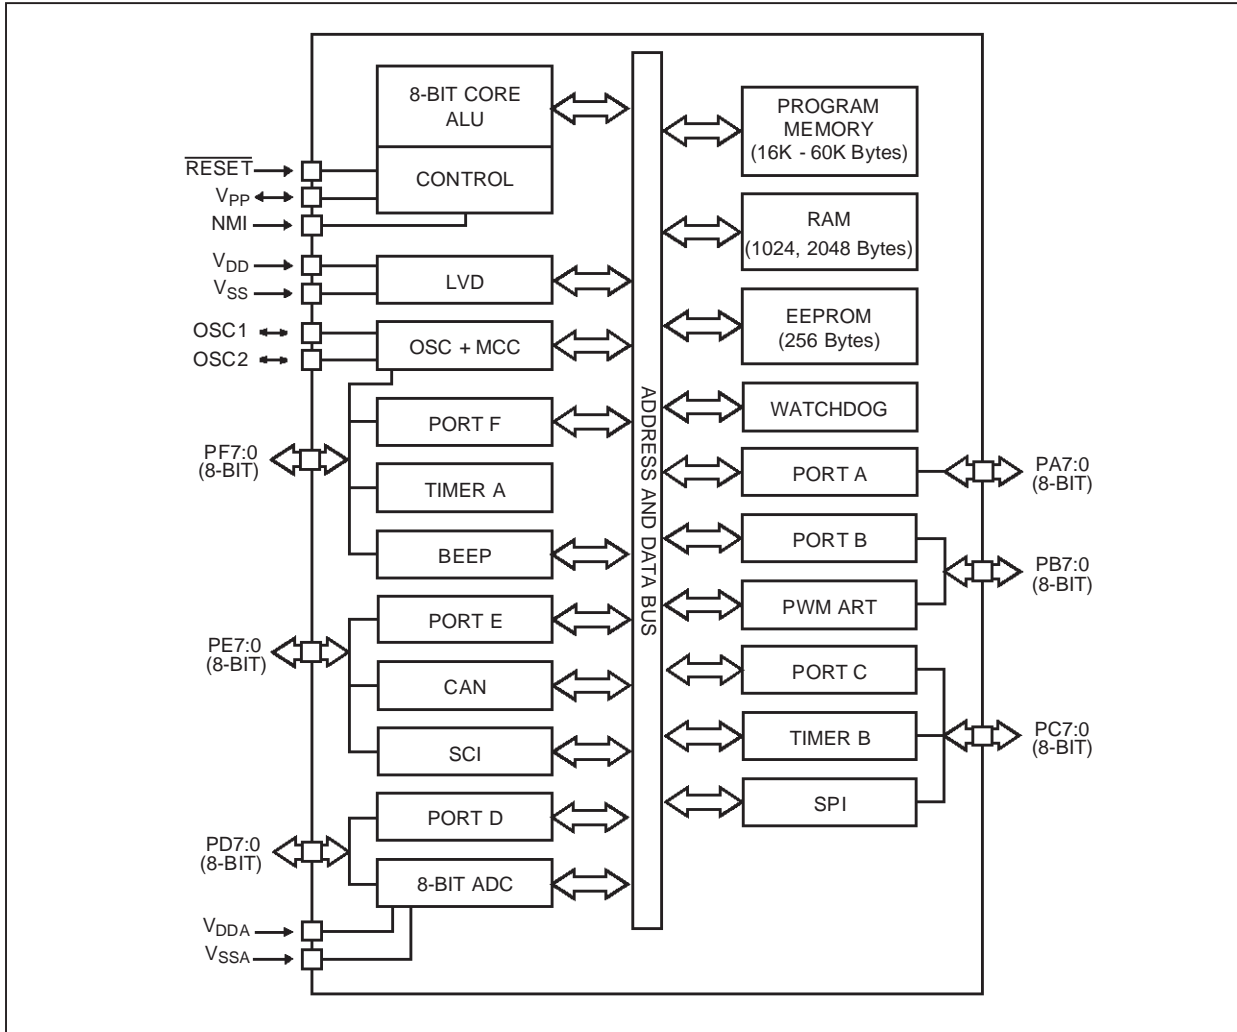 8-BIT CORE
ALU
CONTROL
RESET
VPP
NMI
VDD
VSS
LVD
OSC1
OSC2
OSC + MCC
PORT F
PF7:0
(8-BIT)
TIMER A
BEEP
PORT E
PE7:0
(8-BIT)
CAN
SCI
PORT D
PD7:0
(8-BIT)
8-BIT ADC
VDDA
VSSA
ADDRESS AND DATA BUS
PROGRAM
MEMORY
(16K - 60K Bytes)
RAM
(1024, 2048 Bytes)
EEPROM
(256 Bytes)
WATCHDOG
PORT A
PA7:0
(8-BIT)
PORT B
PB7:0
(8-BIT)
PWM ART
PORT C
TIMER B
PC7:0
(8-BIT)
SPI